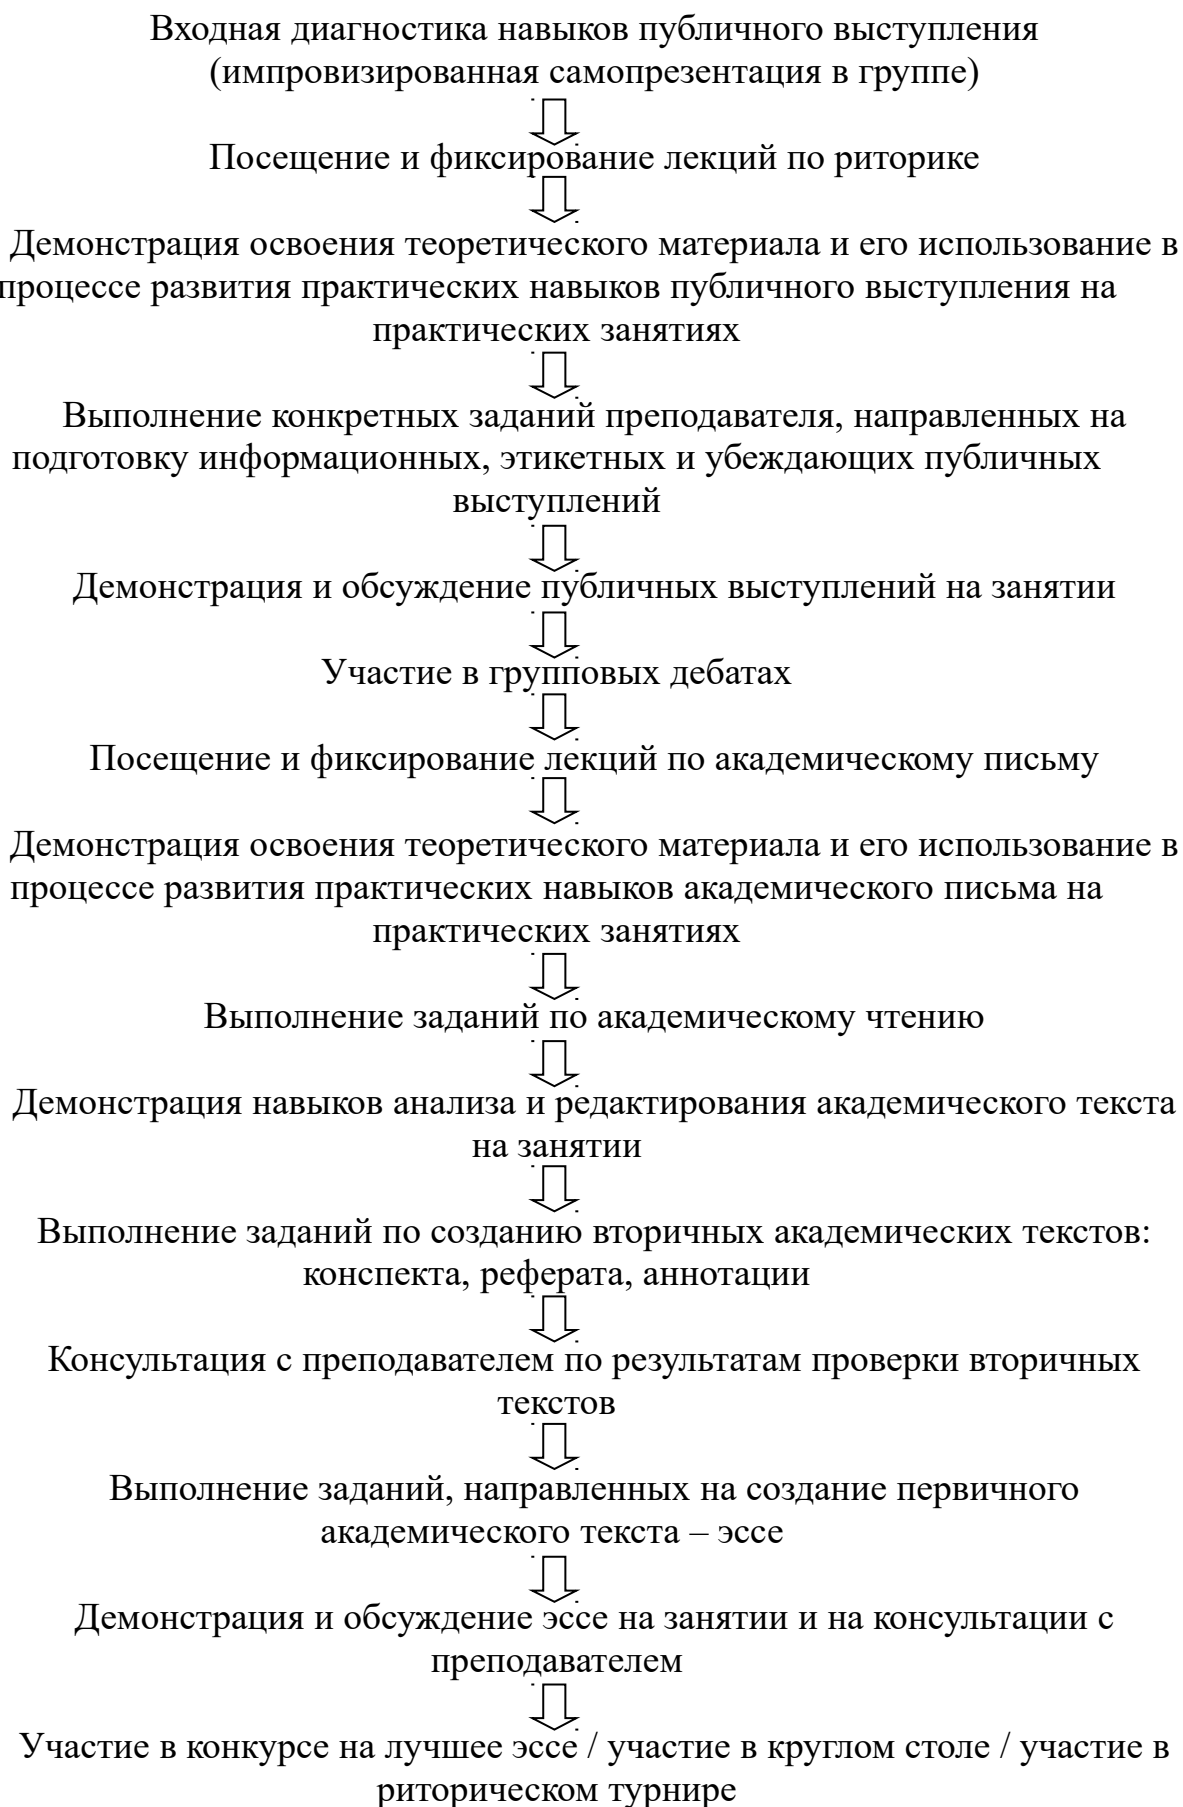 Входная диагностика навыков публичного выступления
(импровизированная самопрезентация в группе)
Посещение и фиксирование лекций по риторике
Демонстрация освоения теоретического материала и его использование в
процессе развития практических навыков публичного выступления на
практических занятиях
Выполнение конкретных заданий преподавателя, направленных на
подготовку информационных, этикетных и убеждающих публичных
выступлений
Демонстрация и обсуждение публичных выступлений на занятии
Участие в групповых дебатах
Посещение и фиксирование лекций по академическому письму
Демонстрация освоения теоретического материала и его использование в
процессе развития практических навыков академического письма на
практических занятиях
Выполнение заданий по академическому чтению
Демонстрация навыков анализа и редактирования академического текста
на занятии
Выполнение заданий по созданию вторичных академических текстов:
конспекта, реферата, аннотации
Консультация с преподавателем по результатам проверки вторичных
текстов
Выполнение заданий, направленных на создание первичного
академического текста – эссе
Демонстрация и обсуждение эссе на занятии и на консультации с
преподавателем
Участие в конкурсе на лучшее эссе / участие в круглом столе / участие в
риторическом турнире